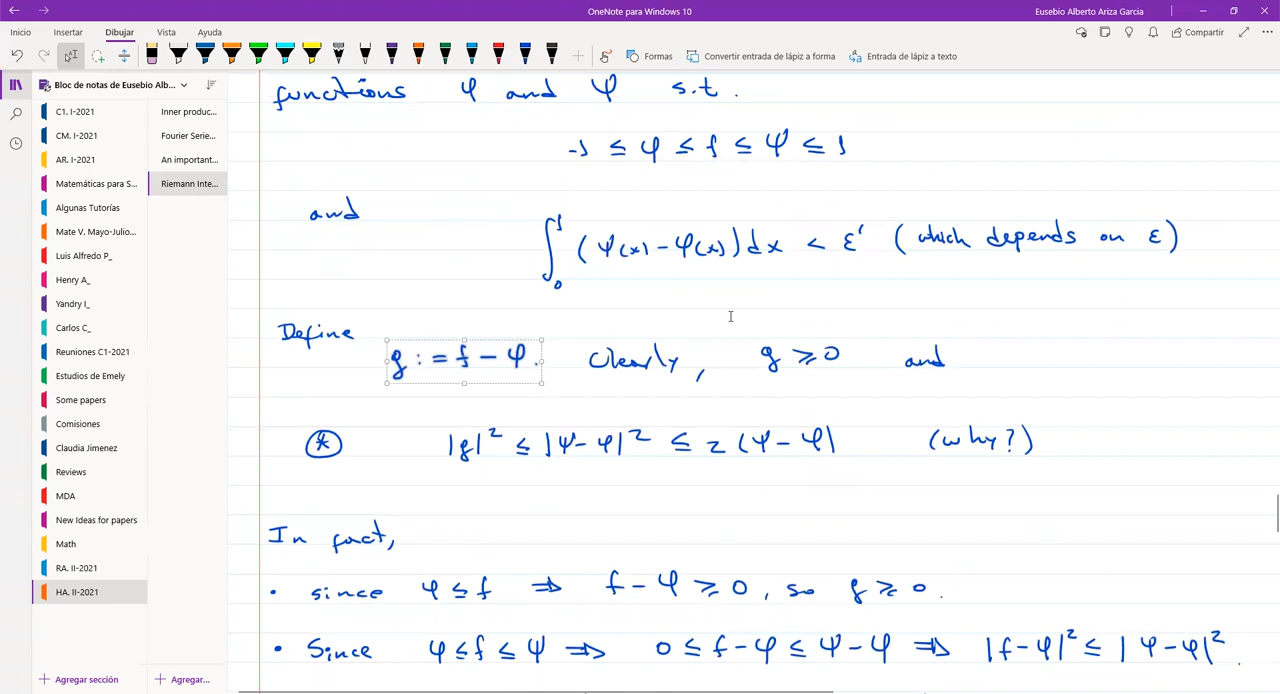 OneNote para Windows 10
Eusebio Alberto Ariza Garcia
Inicio Insertar Dibujar Vista Ayuda
Compartir
Formas
Convertir entrada de lápiz a forma
Entrada de lápiz a texto
Bloc de notas de Eusebio Alb...
C1. I-2021
CM. I-2021
AR. I-2021
Matemáticas para S...
Algunas Tutorías
Mate V. Mayo-Julio...
Luis Alfredo P_
Henry A_
Yandry I_
Carlos C_
Reuniones C1-2021
Estudios de Emely
Some papers
Comisiones
Claudia Jimenez
Reviews
MDA
New Ideas for papers
Math
RA. II-2021
HA. II-2021
Agregar sección
Inner produc...
Fourier Serie...
An important...
Riemann Inte...
Agregar...
functions φ and ψ s.t.
-1 ≤ φ ≤ f ≤ ψ ≤ 1
and
∫₀¹ (ψ(x) - φ(x)) dx < ε' (which depends on ε)
Define
g := f - φ. Clearly, g ≥ 0 and
(*) |g|² ≤ |ψ - φ|² ≤ 2 (ψ - φ) (why?)
In fact,
• since φ ≤ f ⇒ f - φ ≥ 0, so g ≥ 0.
• Since φ ≤ f ≤ ψ ⇒ 0 ≤ f - φ ≤ ψ - φ ⇒ |f - φ|² ≤ |ψ - φ|².